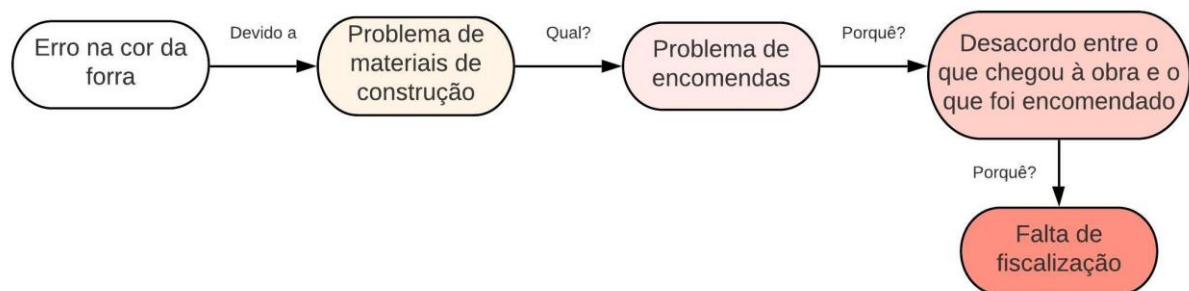 Erro na cor da
forra
Devido a
Problema de
materiais de
construção
Qual?
Problema de
encomendas
Porquê?
Desacordo entre o
que chegou à obra e o
que foi encomendado
Porquê?
Falta de
fiscalização